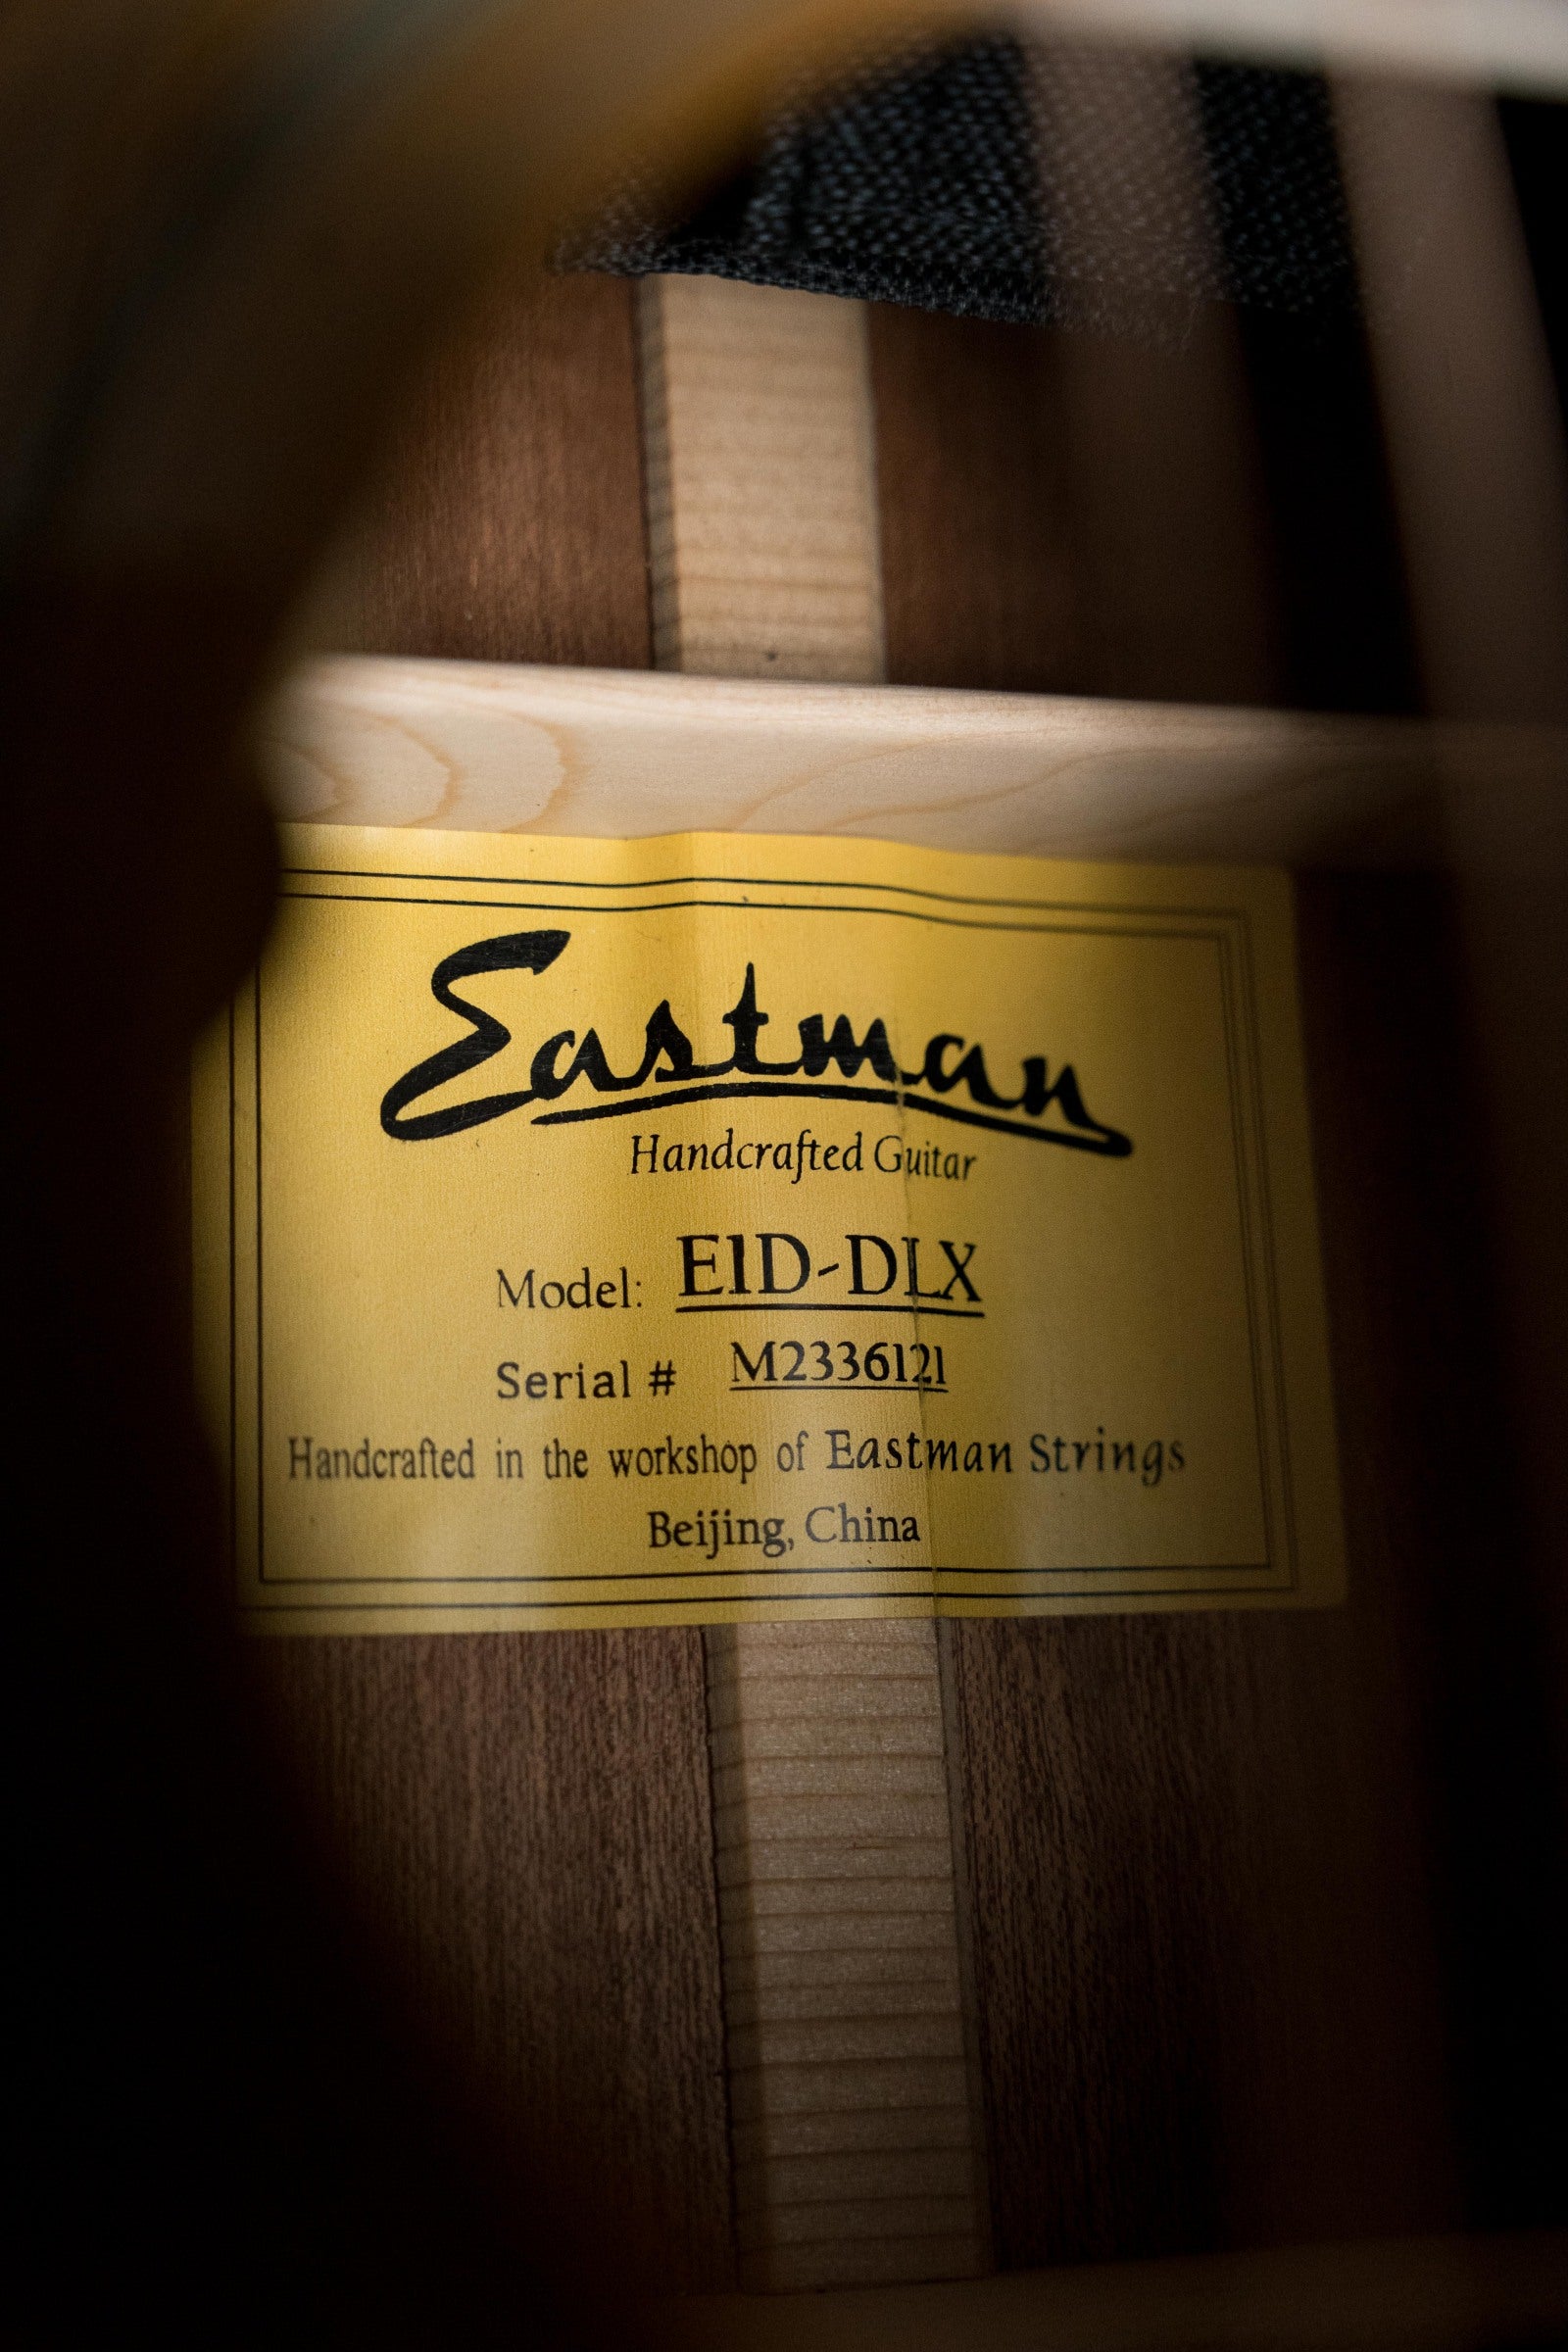 Eastman
Handcrafted Guitar
Model: E1D-DLX
Serial # M2336121
Handcrafted in the workshop of Eastman Strings
Beijing, China